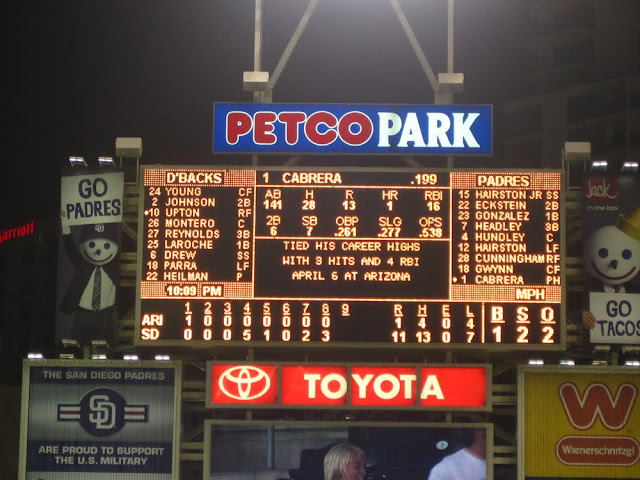 PETCO PARK
D'BACKS
24 YOUNG CF
2 JOHNSON 2B
10 UPTON RF
26 MONTERO C
27 REYNOLDS 3B
25 LAROCHE 1B
6 DREW SS
18 PARRA LF
22 HEILMAN P
10:09 PM
1 CABRERA .199
AB H R HR RBI
141 28 13 1 16
2B SB OBP SLG OPS
6 7 .261 .277 .538
TIED HIS CAREER HIGHS
WITH 3 HITS AND 4 RBI
APRIL 6 AT ARIZONA
PADRES
15 HAIRSTON JR SS
22 ECKSTEIN 2B
23 GONZALEZ 1B
7 HEADLEY 3B
4 HUNDLEY C
12 HAIRSTON LF
28 CUNNINGHAM RF
18 GWYNN CF
1 CABRERA PH
MPH
1 2 3 4 5 6 7 8 9 R H E L
ARI 1 0 0 0 0 0 0 0 1 4 0 4
SD 0 0 0 5 1 0 2 3 11 13 0 7
B S O
1 2 2
GO
PADRES
Marriott
Jack
in the box
GO
TACOS
THE SAN DIEGO PADRES
SD
ARE PROUD TO SUPPORT
THE U.S. MILITARY
TOYOTA
W
Wienerschnitzel